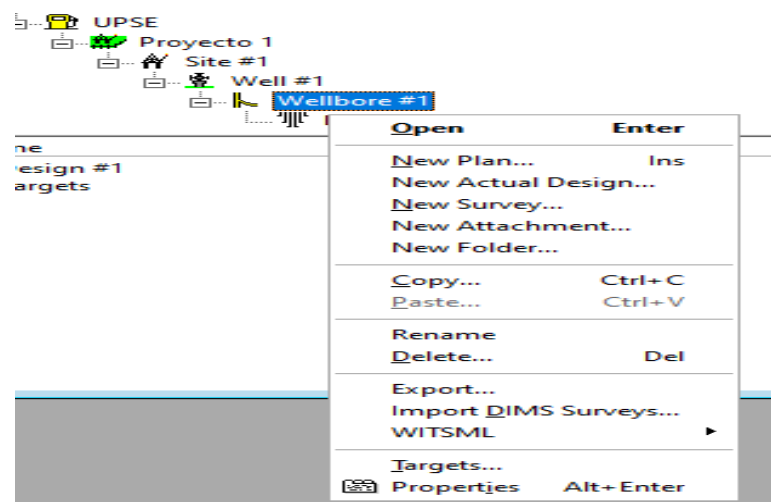 UPSE
Proyecto 1
Site #1
Well #1
Wellbore #1
Open Enter
New Plan... Ins
New Actual Design...
New Survey...
New Attachment...
New Folder...
Copy... Ctrl+C
Paste... Ctrl+V
Rename
Delete... Del
Export...
Import DIMS Surveys...
WITSML
Targets...
Properties Alt+Enter
ne
esign #1
argets